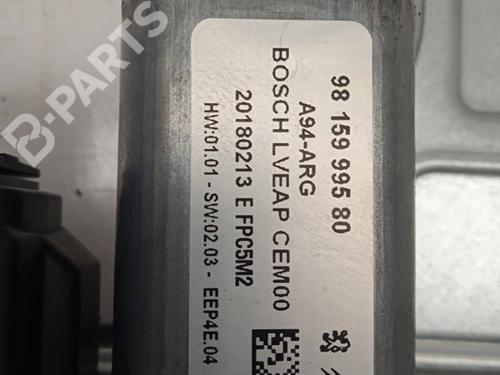 98 159 995 80
A94-ARG
BOSCH LVEAP CEM00
20180213 E FPC5M2
HW:01.01 - SW:02.03 - EEP4E.04
B-PARTS